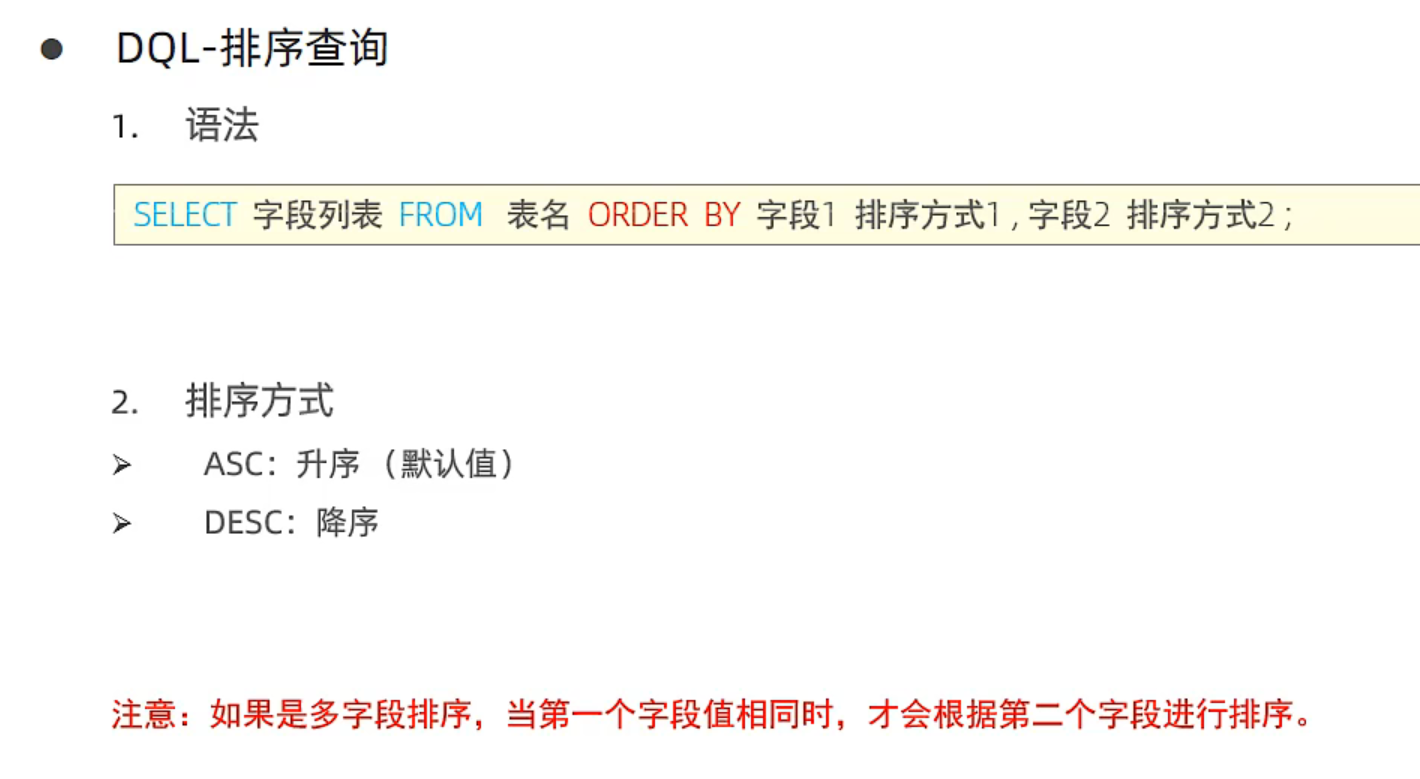 ● DQL-排序查询
1. 语法
SELECT 字段列表 FROM 表名 ORDER BY 字段1 排序方式1 , 字段2 排序方式2 ;
2. 排序方式
➢ ASC：升序（默认值）
➢ DESC：降序
注意：如果是多字段排序，当第一个字段值相同时，才会根据第二个字段进行排序。